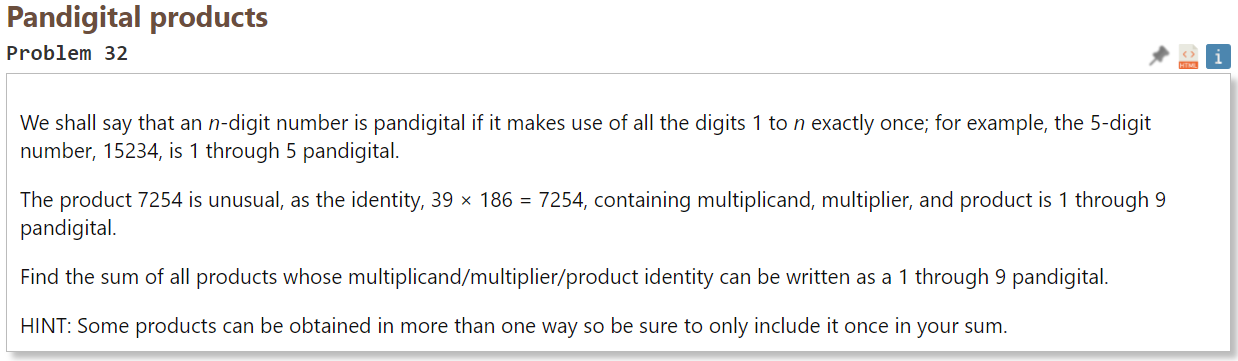 Pandigital products
Problem 32
HTML
i
We shall say that an n-digit number is pandigital if it makes use of all the digits 1 to n exactly once; for example, the 5-digit
number, 15234, is 1 through 5 pandigital.
The product 7254 is unusual, as the identity, 39 × 186 = 7254, containing multiplicand, multiplier, and product is 1 through 9
pandigital.
Find the sum of all products whose multiplicand/multiplier/product identity can be written as a 1 through 9 pandigital.
HINT: Some products can be obtained in more than one way so be sure to only include it once in your sum.